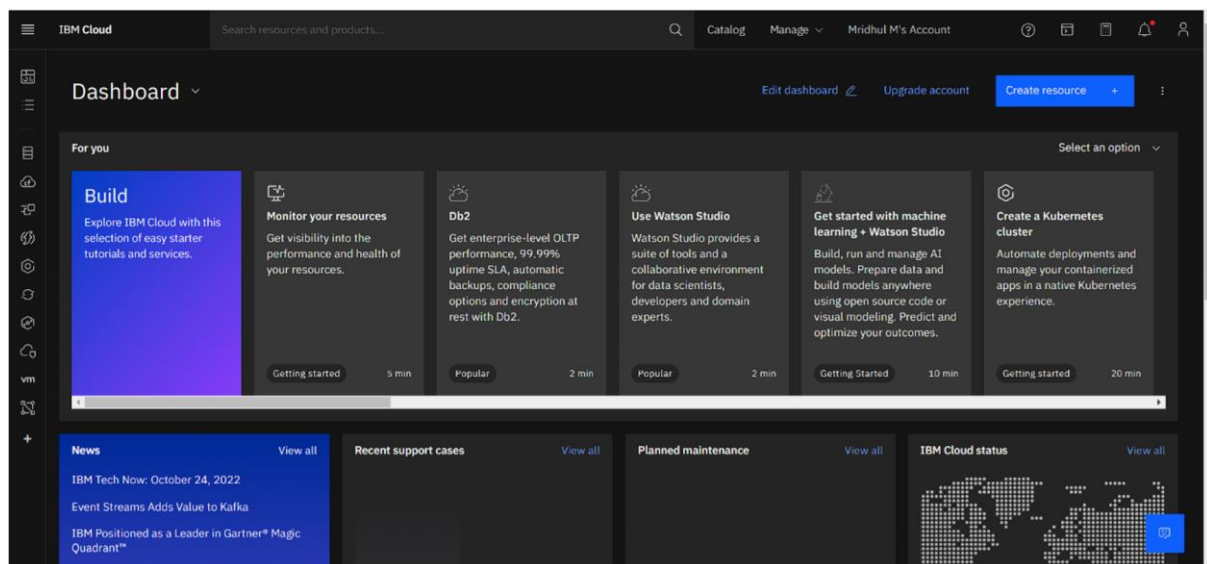 IBM Cloud
Search resources and products...
Catalog
Manage
Mridhul M's Account
Dashboard
Edit dashboard
Upgrade account
Create resource +
For you
Select an option
Build
Explore IBM Cloud with this
selection of easy starter
tutorials and services.
Monitor your resources
Get visibility into the
performance and health of
your resources.
Getting started
5 min
Db2
Get enterprise-level OLTP
performance, 99.99%
uptime SLA, automatic
backups, compliance
options and encryption at
rest with Db2.
Popular
2 min
Use Watson Studio
Watson Studio provides a
suite of tools and a
collaborative environment
for data scientists,
developers and domain
experts.
Popular
2 min
Get started with machine
learning + Watson Studio
Build, run and manage AI
models. Prepare data and
build models anywhere
using open source code or
visual modeling. Predict and
optimize your outcomes.
Getting Started
10 min
Create a Kubernetes
cluster
Automate deployments and
manage your containerized
apps in a native Kubernetes
experience.
Getting started
20 min
vm
+
News
View all
IBM Tech Now: October 24, 2022
Event Streams Adds Value to Kafka
IBM Positioned as a Leader in Gartner® Magic
Quadrant™
Recent support cases
View all
Planned maintenance
View all
IBM Cloud status
View all